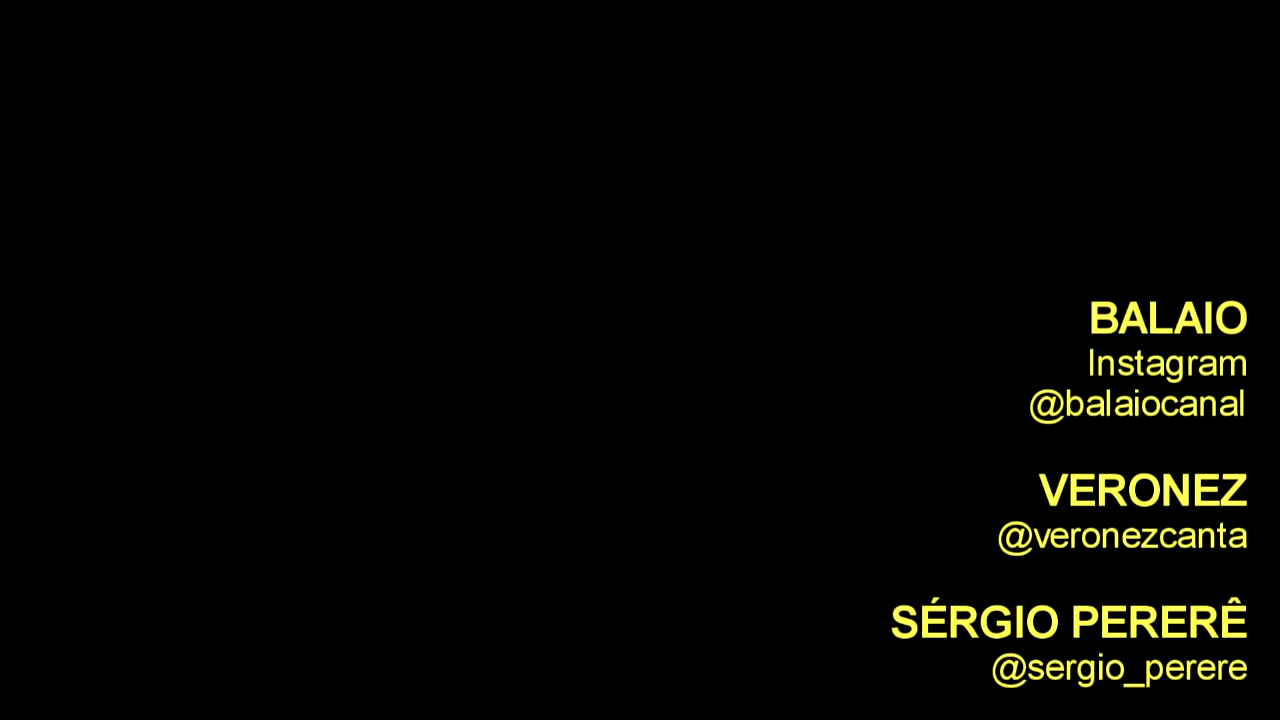 BALAIO
Instagram
@balaiocanal
VERONEZ
@veronezcanta
SÉRGIO PERERÊ
@sergio_perere